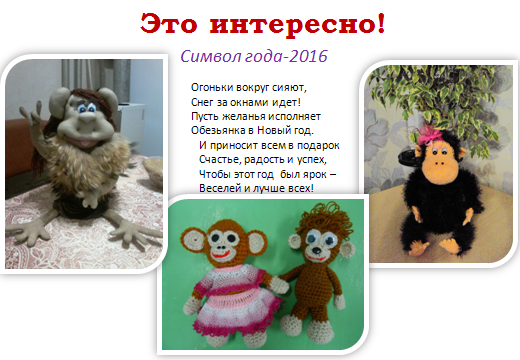 Это интересно!
Символ года-2016
Огоньки вокруг сияют,
Снег за окнами идет!
Пусть желанья исполняет
Обезьянка в Новый год.
И приносит всем в подарок
Счастье, радость и успех,
Чтобы этот год был ярок –
Веселей и лучше всех!